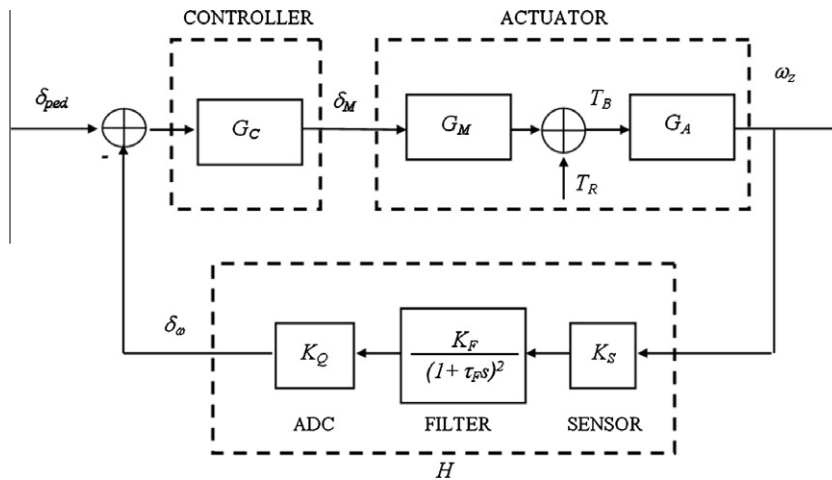 CONTROLLER
ACTUATOR
δped
δM
ωz
TB
GC
GM
GA
-
TR
δω
KQ
KF
(1+ τFs)²
KS
ADC
FILTER
SENSOR
H